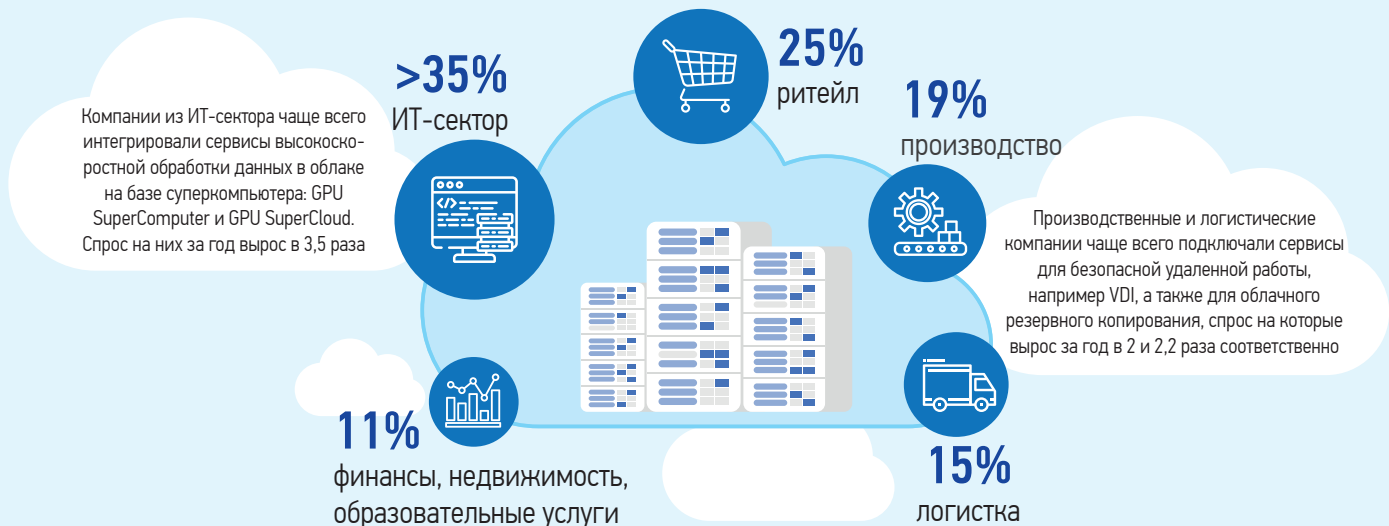 Компании из ИТ-сектора чаще всего
интегрировали сервисы высокоско-
ростной обработки данных в облаке
на базе суперкомпьютера: GPU
SuperComputer и GPU SuperCloud.
Спрос на них за год вырос в 3,5 раза
>35%
ИТ-сектор
25%
ритейл
19%
производство
Производственные и логистические
компании чаще всего подключали сервисы
для безопасной удаленной работы,
например VDI, а также для облачного
резервного копирования, спрос на которые
вырос за год в 2 и 2,2 раза соответственно
11%
финансы, недвижимость,
образовательные услуги
15%
логистка